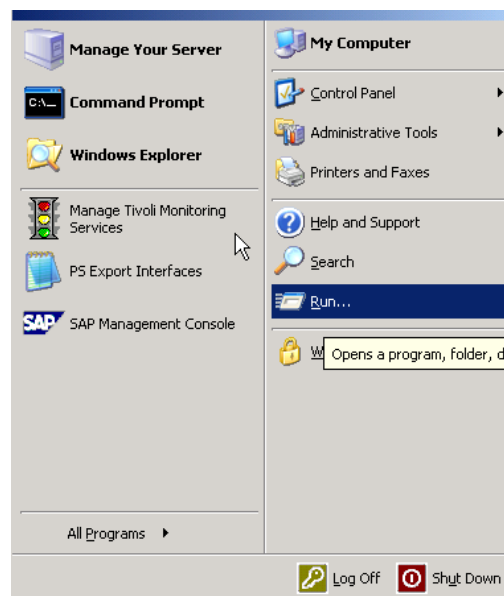 Manage Your Server
C:\_
Command Prompt
Windows Explorer
Manage Tivoli Monitoring
Services
PS Export Interfaces
SAP SAP Management Console
All Programs
My Computer
Control Panel
Administrative Tools
Printers and Faxes
Help and Support
Search
Run...
W
Opens a program, folder, d
Log Off
Shut Down